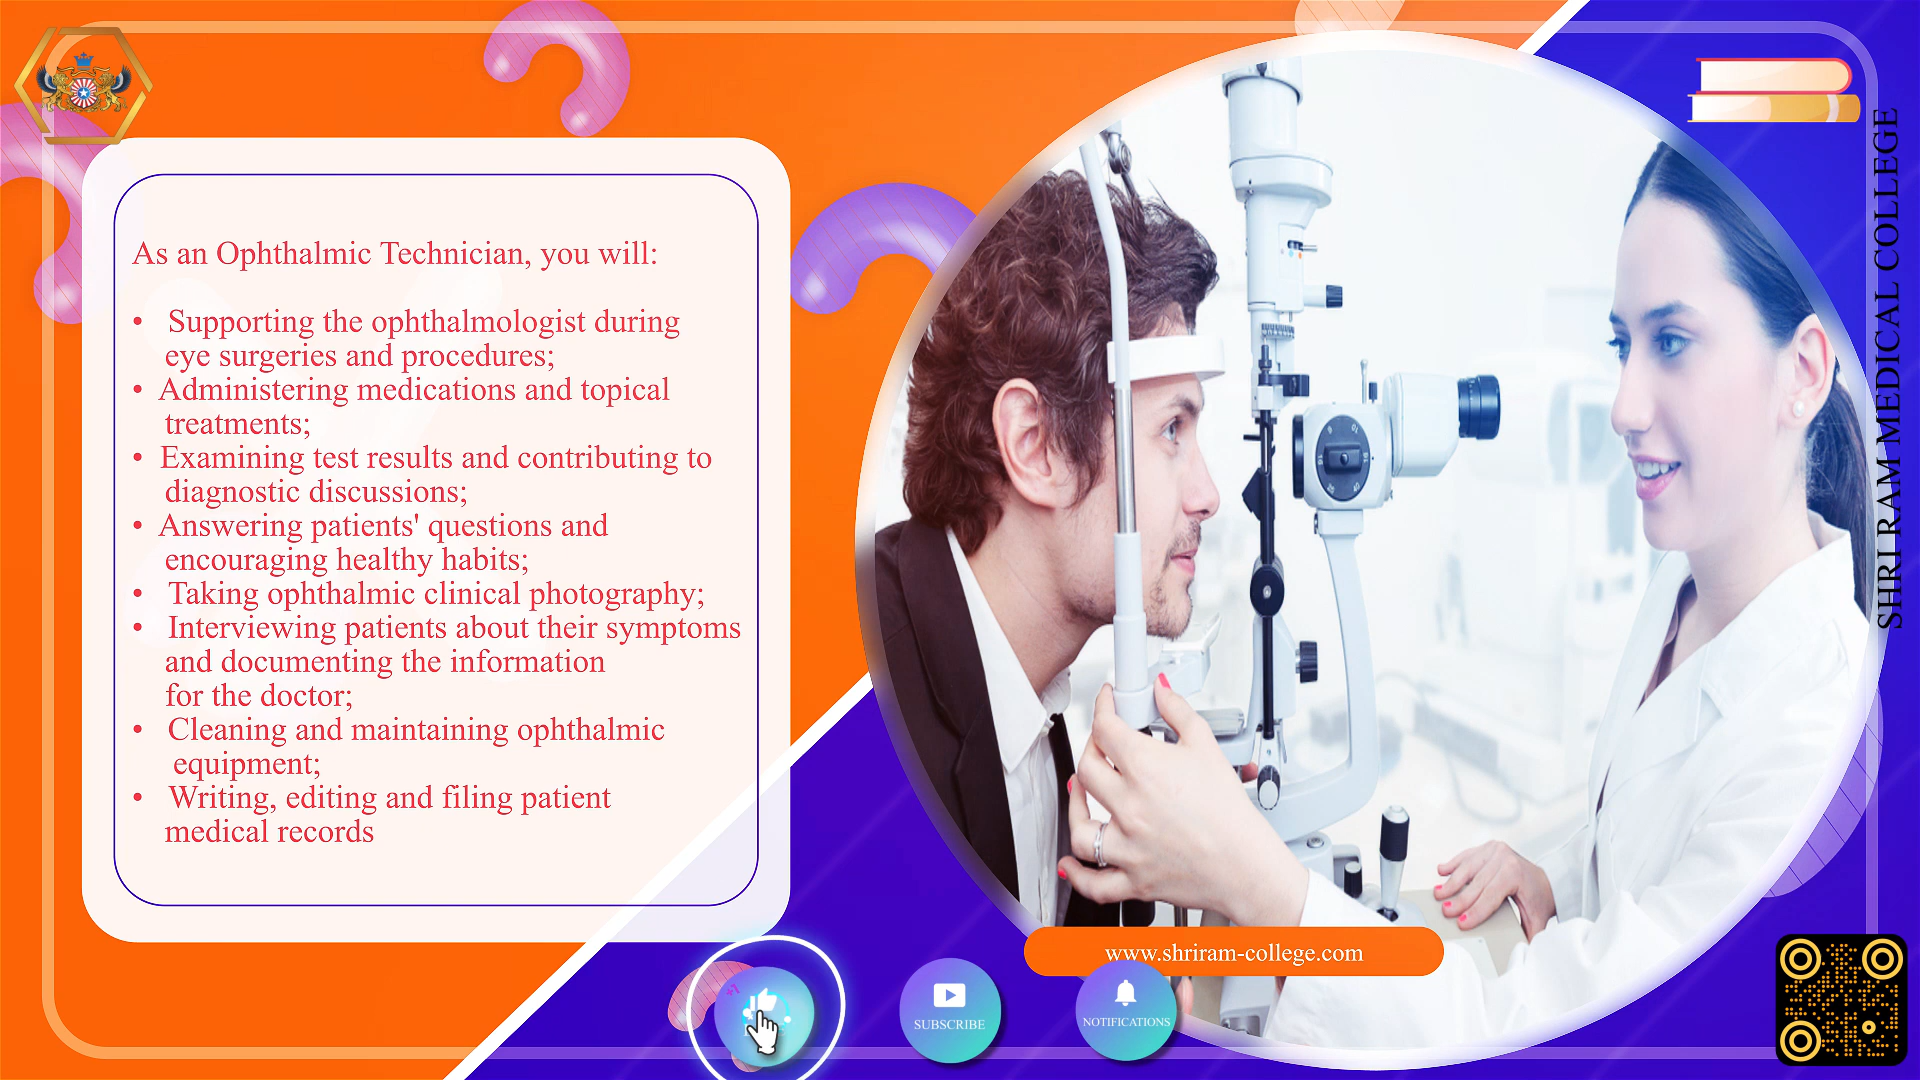 As an Ophthalmic Technician, you will:
• Supporting the ophthalmologist during
eye surgeries and procedures;
• Administering medications and topical
treatments;
• Examining test results and contributing to
diagnostic discussions;
• Answering patients' questions and
encouraging healthy habits;
• Taking ophthalmic clinical photography;
• Interviewing patients about their symptoms
and documenting the information
for the doctor;
• Cleaning and maintaining ophthalmic
equipment;
• Writing, editing and filing patient
medical records
SHRI RAM MEDICAL COLLEGE
www.shriram-college.com
+1
SUBSCRIBE
NOTIFICATIONS